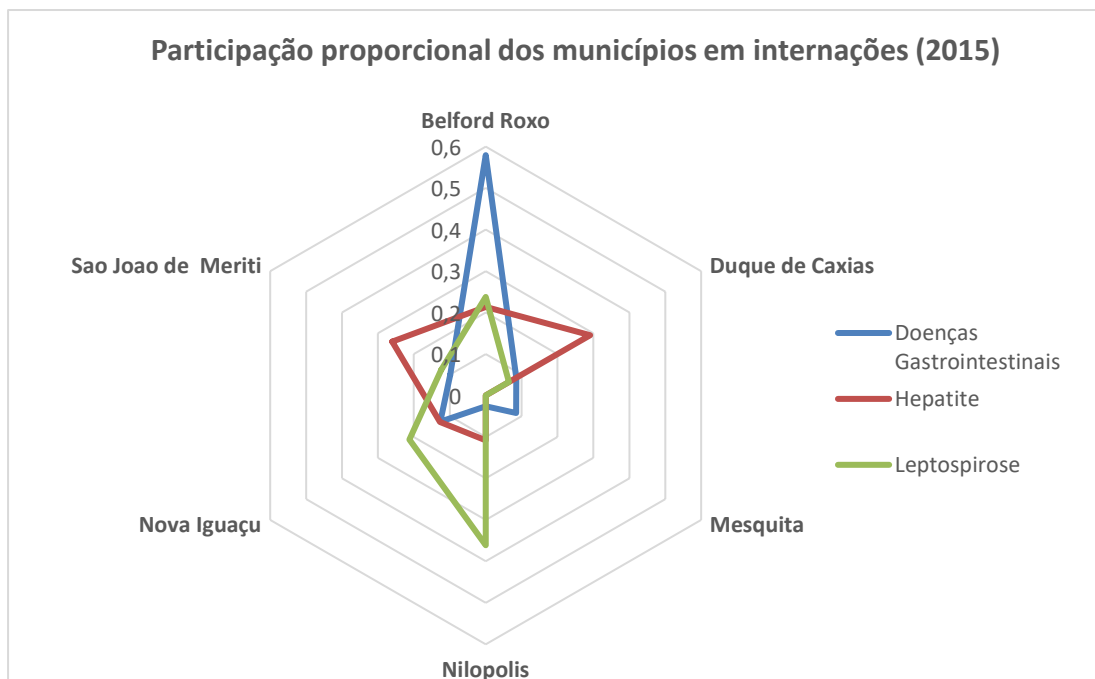 Participação proporcional dos municípios em internações (2015)
Belford Roxo
0,6
0,5
0,4
0,3
0,2
0,1
0
Sao Joao de  Meriti
Duque de Caxias
Nova Iguaçu
Mesquita
Nilopolis
Doenças
Gastrointestinais
Hepatite
Leptospirose